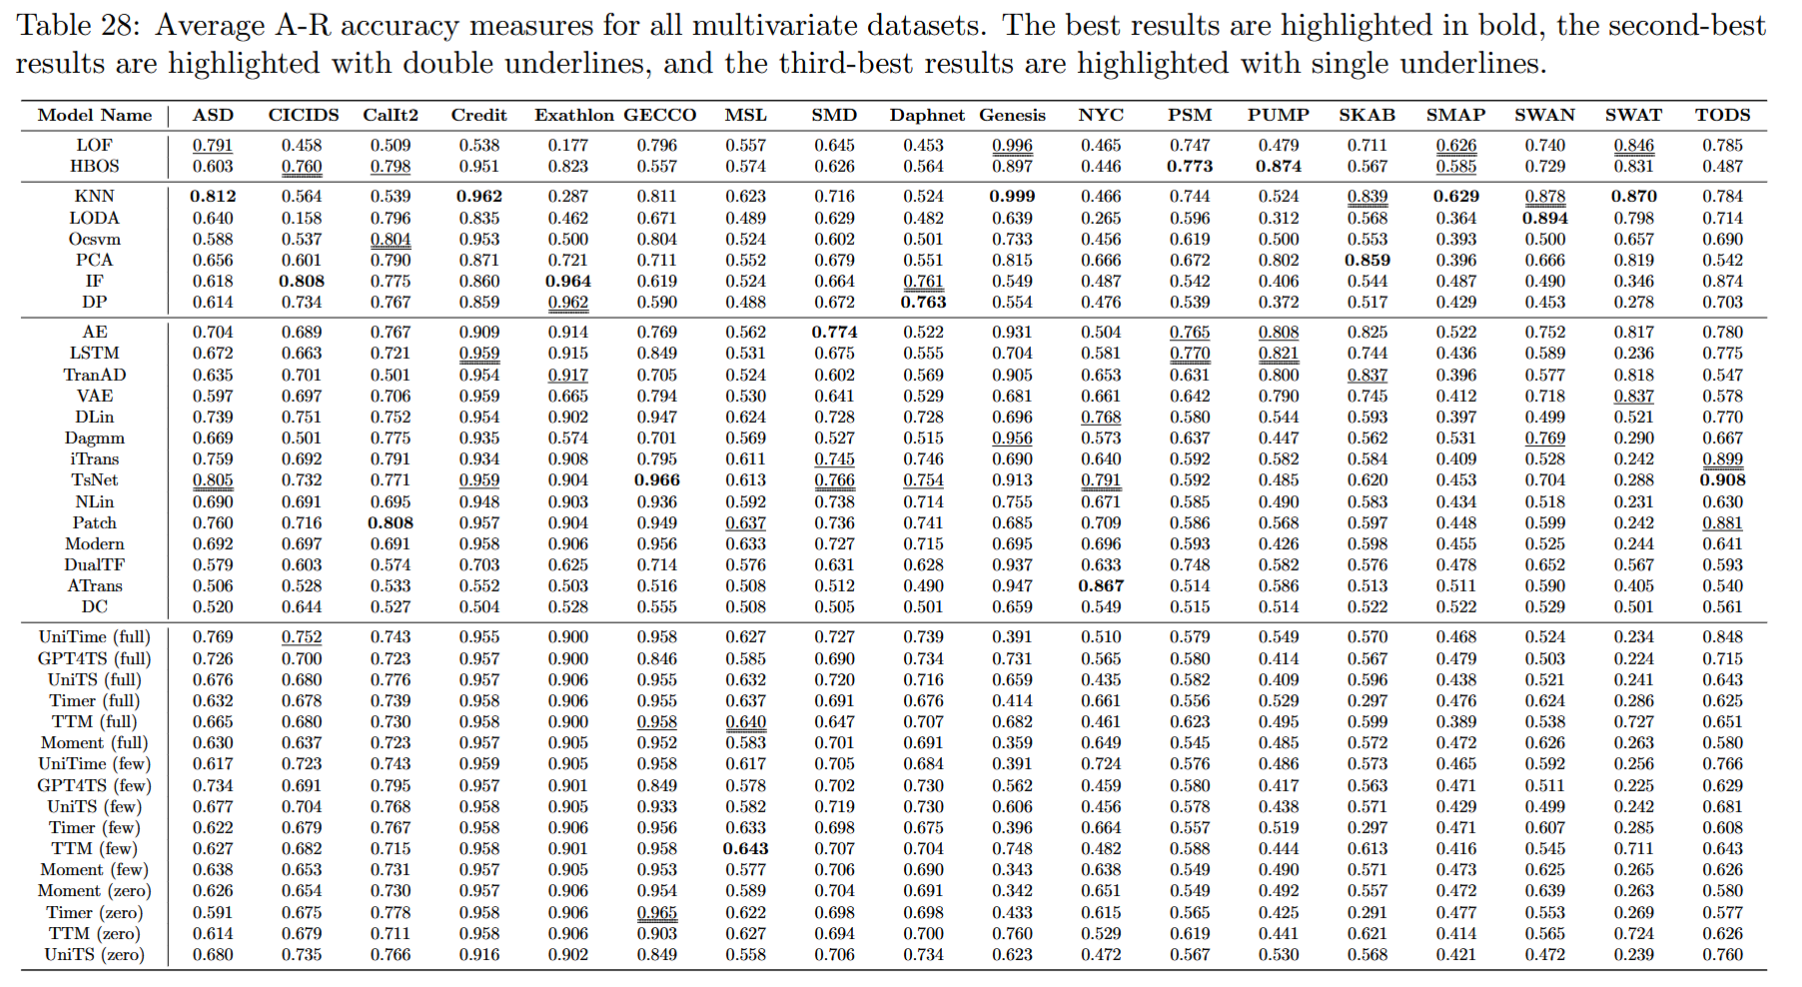 Table 28: Average A-R accuracy measures for all multivariate datasets. The best results are highlighted in bold, the second-best
results are highlighted with double underlines, and the third-best results are highlighted with single underlines.
Model Name ASD CICIDS CalIt2 Credit Exathlon GECCO MSL SMD Daphnet Genesis NYC PSM PUMP SKAB SMAP SWAN SWAT TODS
LOF 0.791 0.458 0.509 0.538 0.177 0.796 0.557 0.645 0.453 0.996 0.465 0.747 0.479 0.711 0.626 0.740 0.846 0.785
HBOS 0.603 0.760 0.798 0.951 0.823 0.557 0.574 0.626 0.564 0.897 0.446 0.773 0.874 0.567 0.585 0.729 0.831 0.487
KNN 0.812 0.564 0.539 0.962 0.287 0.811 0.623 0.716 0.524 0.999 0.466 0.744 0.524 0.839 0.629 0.878 0.870 0.784
LODA 0.640 0.158 0.796 0.835 0.462 0.671 0.489 0.629 0.482 0.639 0.265 0.596 0.312 0.568 0.364 0.894 0.798 0.714
Ocsvm 0.588 0.537 0.804 0.953 0.500 0.804 0.524 0.602 0.501 0.733 0.456 0.619 0.500 0.553 0.393 0.500 0.657 0.690
PCA 0.656 0.601 0.790 0.871 0.721 0.711 0.552 0.679 0.551 0.815 0.666 0.672 0.802 0.859 0.396 0.666 0.819 0.542
IF 0.618 0.808 0.775 0.860 0.964 0.619 0.524 0.664 0.761 0.549 0.487 0.542 0.406 0.544 0.487 0.490 0.346 0.874
DP 0.614 0.734 0.767 0.859 0.962 0.590 0.488 0.672 0.763 0.554 0.476 0.539 0.372 0.517 0.429 0.453 0.278 0.703
AE 0.704 0.689 0.767 0.909 0.914 0.769 0.562 0.774 0.522 0.931 0.504 0.765 0.808 0.825 0.522 0.752 0.817 0.780
LSTM 0.672 0.663 0.721 0.959 0.915 0.849 0.531 0.675 0.555 0.704 0.581 0.770 0.821 0.744 0.436 0.589 0.236 0.775
TranAD 0.635 0.701 0.501 0.954 0.917 0.705 0.524 0.602 0.569 0.905 0.653 0.631 0.800 0.837 0.396 0.577 0.818 0.547
VAE 0.597 0.697 0.706 0.959 0.665 0.794 0.530 0.641 0.529 0.681 0.661 0.642 0.790 0.745 0.412 0.718 0.837 0.578
DLin 0.739 0.751 0.752 0.954 0.902 0.947 0.624 0.728 0.728 0.696 0.768 0.580 0.544 0.593 0.397 0.499 0.521 0.770
Dagmm 0.669 0.501 0.775 0.935 0.574 0.701 0.569 0.527 0.515 0.956 0.573 0.637 0.447 0.562 0.531 0.769 0.290 0.667
iTrans 0.759 0.692 0.791 0.934 0.908 0.795 0.611 0.745 0.746 0.690 0.640 0.592 0.582 0.584 0.409 0.528 0.242 0.899
TsNet 0.805 0.732 0.771 0.959 0.904 0.966 0.613 0.766 0.754 0.913 0.791 0.592 0.485 0.620 0.453 0.704 0.288 0.908
NLin 0.690 0.691 0.695 0.948 0.903 0.936 0.592 0.738 0.714 0.755 0.671 0.585 0.490 0.583 0.434 0.518 0.231 0.630
Patch 0.760 0.716 0.808 0.957 0.904 0.949 0.637 0.736 0.741 0.685 0.709 0.586 0.568 0.597 0.448 0.599 0.242 0.881
Modern 0.692 0.697 0.691 0.958 0.906 0.956 0.633 0.727 0.715 0.695 0.696 0.593 0.426 0.598 0.455 0.525 0.244 0.641
DualTF 0.579 0.603 0.574 0.703 0.625 0.714 0.576 0.631 0.628 0.937 0.633 0.748 0.582 0.576 0.478 0.652 0.567 0.593
ATrans 0.506 0.528 0.533 0.552 0.503 0.516 0.508 0.512 0.490 0.947 0.867 0.514 0.586 0.513 0.511 0.590 0.405 0.540
DC 0.520 0.644 0.527 0.504 0.528 0.555 0.508 0.505 0.501 0.659 0.549 0.515 0.514 0.522 0.522 0.529 0.501 0.561
UniTime (full) 0.769 0.752 0.743 0.955 0.900 0.958 0.627 0.727 0.739 0.391 0.510 0.579 0.549 0.570 0.468 0.524 0.234 0.848
GPT4TS (full) 0.726 0.700 0.723 0.957 0.900 0.846 0.585 0.690 0.734 0.731 0.565 0.580 0.414 0.567 0.479 0.503 0.224 0.715
UniTS (full) 0.676 0.680 0.776 0.957 0.906 0.955 0.632 0.720 0.716 0.659 0.435 0.582 0.409 0.596 0.438 0.521 0.241 0.643
Timer (full) 0.632 0.678 0.739 0.958 0.906 0.955 0.637 0.691 0.676 0.414 0.661 0.556 0.529 0.297 0.476 0.624 0.286 0.625
TTM (full) 0.665 0.680 0.730 0.958 0.900 0.958 0.640 0.647 0.707 0.682 0.461 0.623 0.495 0.599 0.389 0.538 0.727 0.651
Moment (full) 0.630 0.637 0.723 0.957 0.905 0.952 0.583 0.701 0.691 0.359 0.649 0.545 0.485 0.572 0.472 0.626 0.263 0.580
UniTime (few) 0.617 0.723 0.743 0.959 0.905 0.958 0.617 0.705 0.684 0.391 0.724 0.576 0.486 0.573 0.465 0.592 0.256 0.766
GPT4TS (few) 0.734 0.691 0.795 0.957 0.901 0.849 0.578 0.702 0.730 0.562 0.459 0.580 0.417 0.563 0.471 0.511 0.225 0.629
UniTS (few) 0.677 0.704 0.768 0.958 0.905 0.933 0.582 0.719 0.730 0.606 0.456 0.578 0.438 0.571 0.429 0.499 0.242 0.681
Timer (few) 0.622 0.679 0.767 0.958 0.906 0.956 0.633 0.698 0.675 0.396 0.664 0.557 0.519 0.297 0.471 0.607 0.285 0.608
TTM (few) 0.627 0.682 0.715 0.958 0.901 0.958 0.643 0.707 0.704 0.748 0.482 0.588 0.444 0.613 0.416 0.545 0.711 0.643
Moment (few) 0.638 0.653 0.731 0.957 0.905 0.953 0.577 0.706 0.690 0.343 0.638 0.549 0.490 0.571 0.473 0.625 0.265 0.626
Moment (zero) 0.626 0.654 0.730 0.957 0.906 0.954 0.589 0.704 0.691 0.342 0.651 0.549 0.492 0.557 0.472 0.639 0.263 0.580
Timer (zero) 0.591 0.675 0.778 0.958 0.906 0.965 0.622 0.698 0.698 0.433 0.615 0.565 0.425 0.291 0.477 0.553 0.269 0.577
TTM (zero) 0.614 0.679 0.711 0.958 0.906 0.903 0.627 0.694 0.700 0.760 0.529 0.619 0.441 0.621 0.414 0.565 0.724 0.626
UniTS (zero) 0.680 0.735 0.766 0.916 0.902 0.849 0.558 0.706 0.734 0.623 0.472 0.567 0.530 0.568 0.421 0.472 0.239 0.760